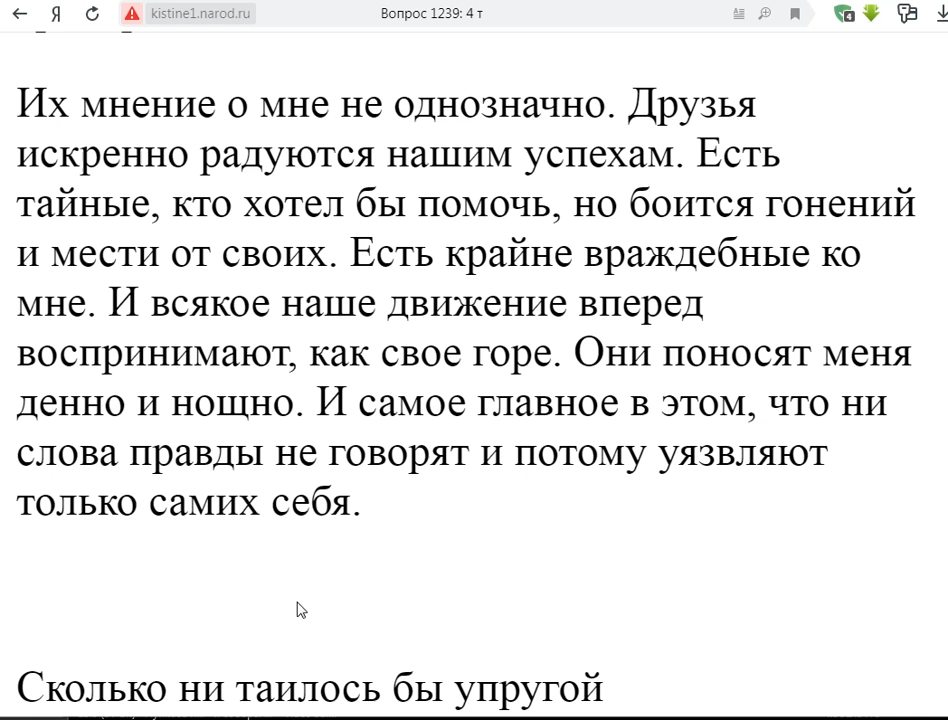 Я
kistine1.narod.ru
Вопрос 1239: 4 т
4
Их мнение о мне не однозначно. Друзья
искренно радуются нашим успехам. Есть
тайные, кто хотел бы помочь, но боится гонений
и мести от своих. Есть крайне враждебные ко
мне. И всякое наше движение вперед
воспринимают, как свое горе. Они поносят меня
денно и нощно. И самое главное в этом, что ни
слова правды не говорят и потому уязвляют
только самих себя.
Сколько ни таилось бы упругой